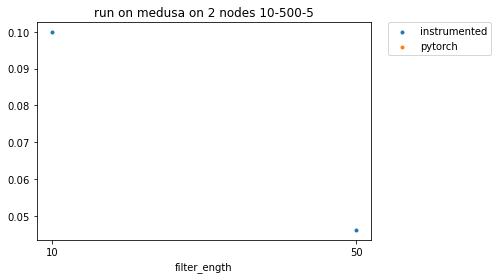 run on medusa on 2 nodes 10-500-5
instrumented
pytorch
0.10
0.09
0.08
0.07
0.06
0.05
10 50
filter_ength